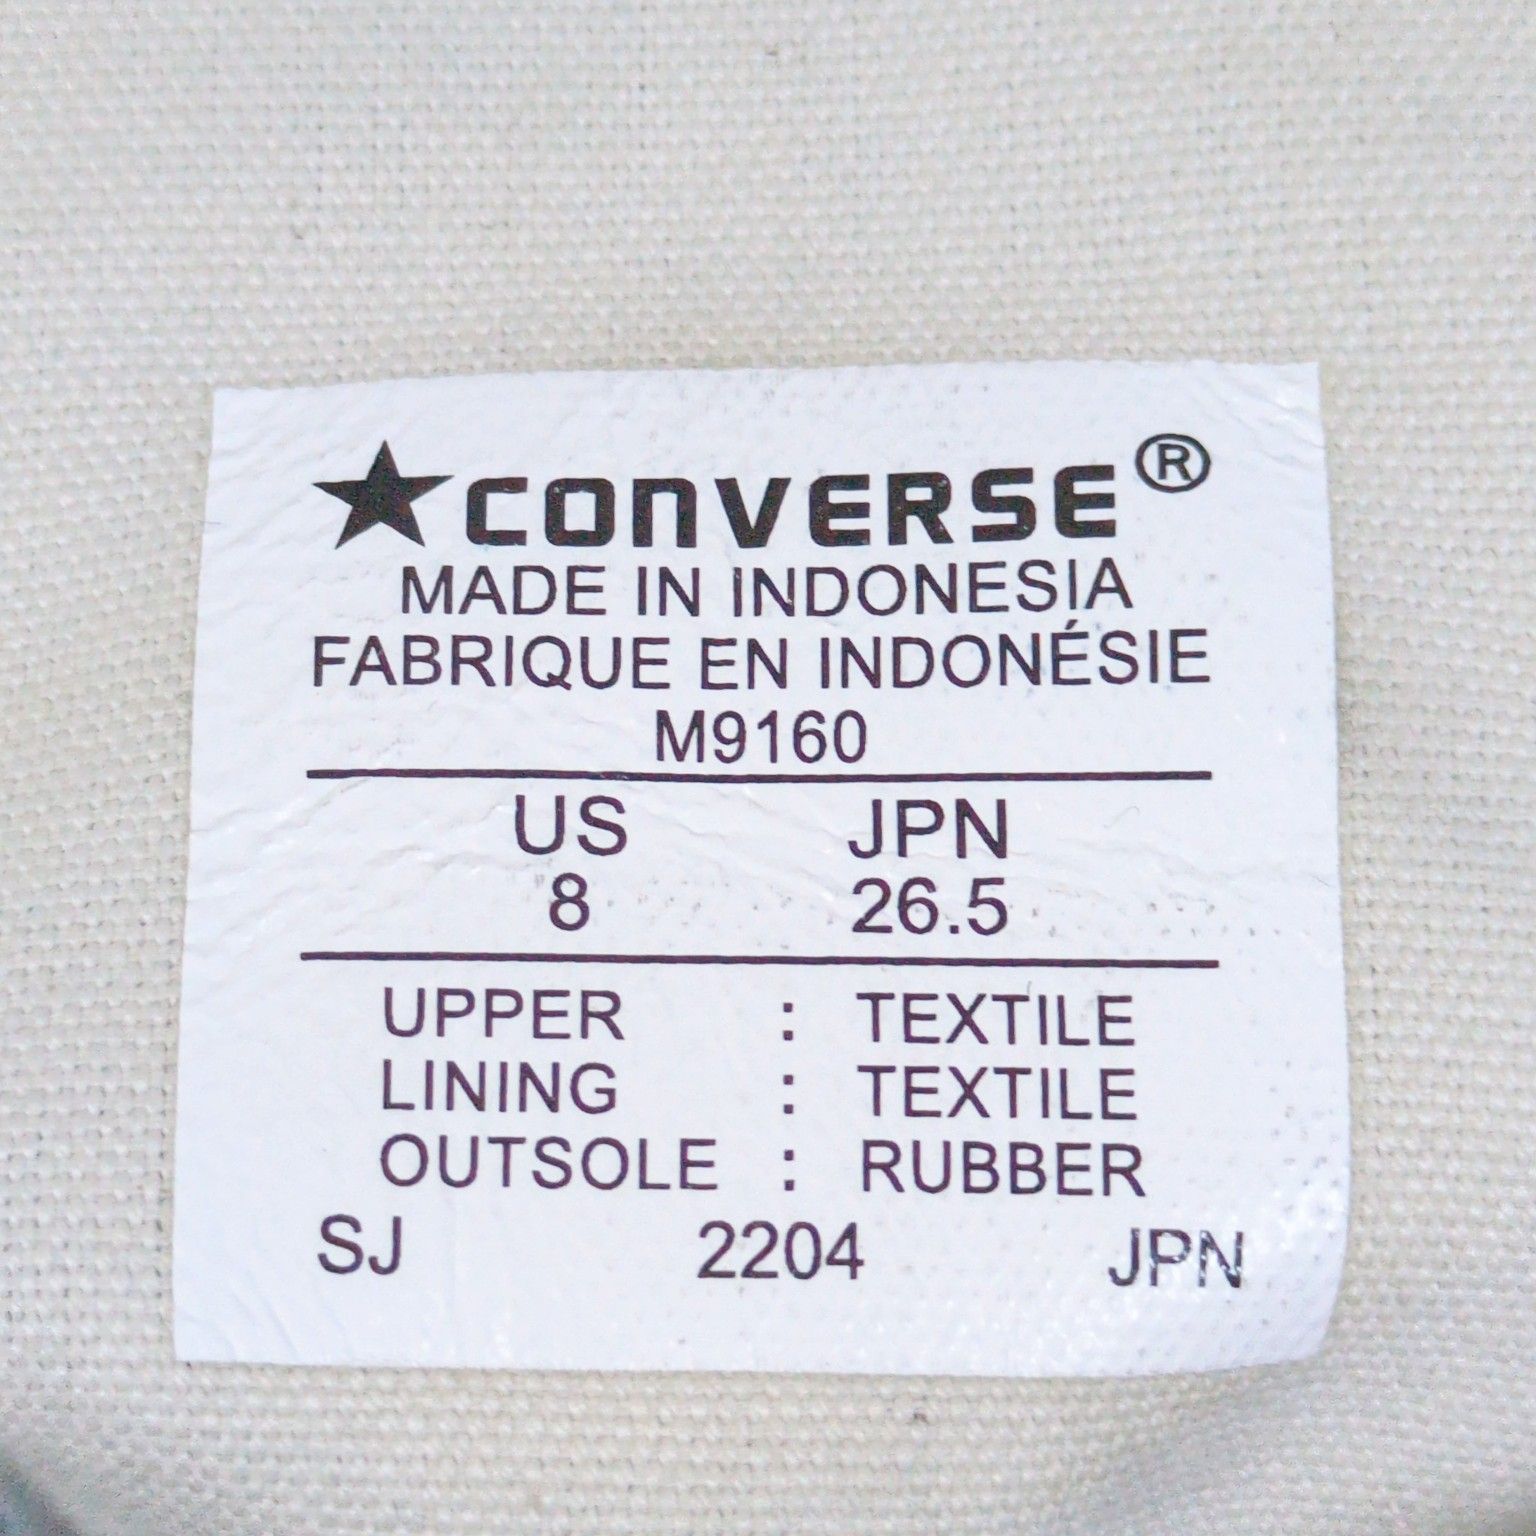 ★CONVERSE®
MADE IN INDONESIA
FABRIQUE EN INDONÉSIE
M9160
US JPN
8 26.5
UPPER : TEXTILE
LINING : TEXTILE
OUTSOLE : RUBBER
SJ 2204 JPN